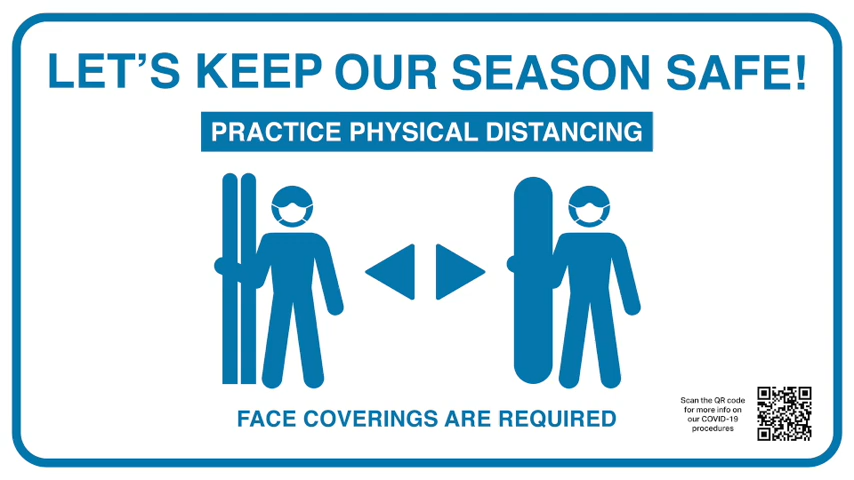 LET'S KEEP OUR SEASON SAFE!
PRACTICE PHYSICAL DISTANCING
FACE COVERINGS ARE REQUIRED
Scan the QR code
for more info on
our COVID-19
procedures